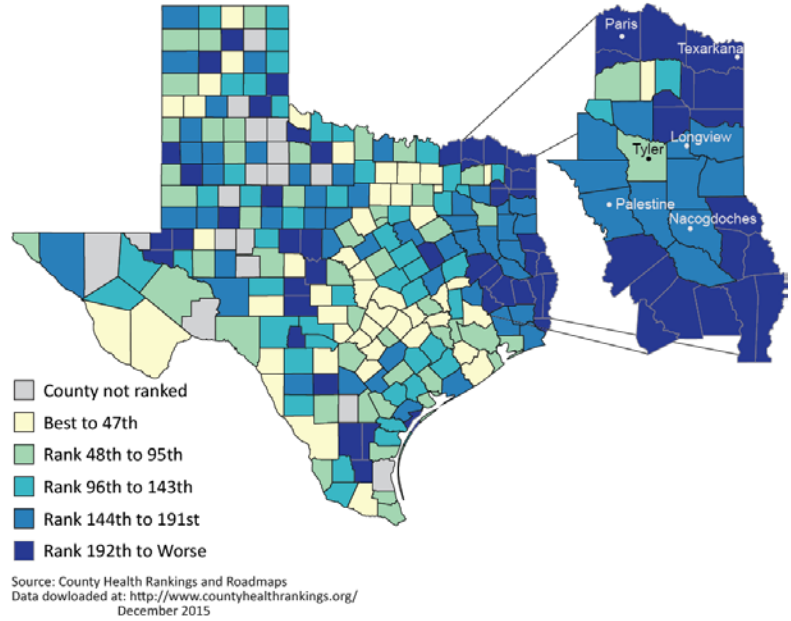 Paris
Texarkana
Longview
Tyler
Palestine
Nacogdoches
County not ranked
Best to 47th
Rank 48th to 95th
Rank 96th to 143th
Rank 144th to 191st
Rank 192th to Worse
Source: County Health Rankings and Roadmaps
Data dowloaded at: http://www.countyhealthrankings.org/
December 2015